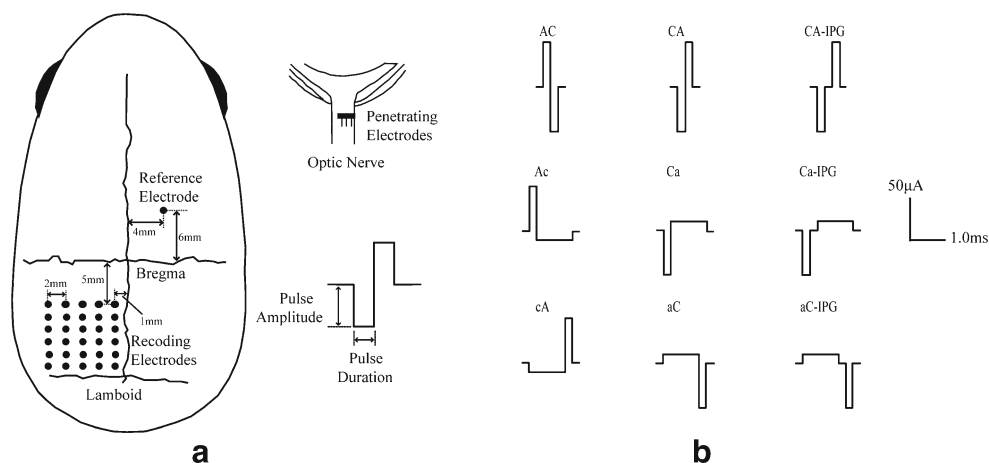 Reference
Electrode
4mm
6mm
Bregma
5mm
2mm
1mm
Recoding
Electrodes
Lamboid
Penetrating
Electrodes
Optic Nerve
Pulse
Amplitude
Pulse
Duration
a
AC
CA
CA-IPG
Ac
Ca
Ca-IPG
50μA
1.0ms
cA
aC
aC-IPG
b